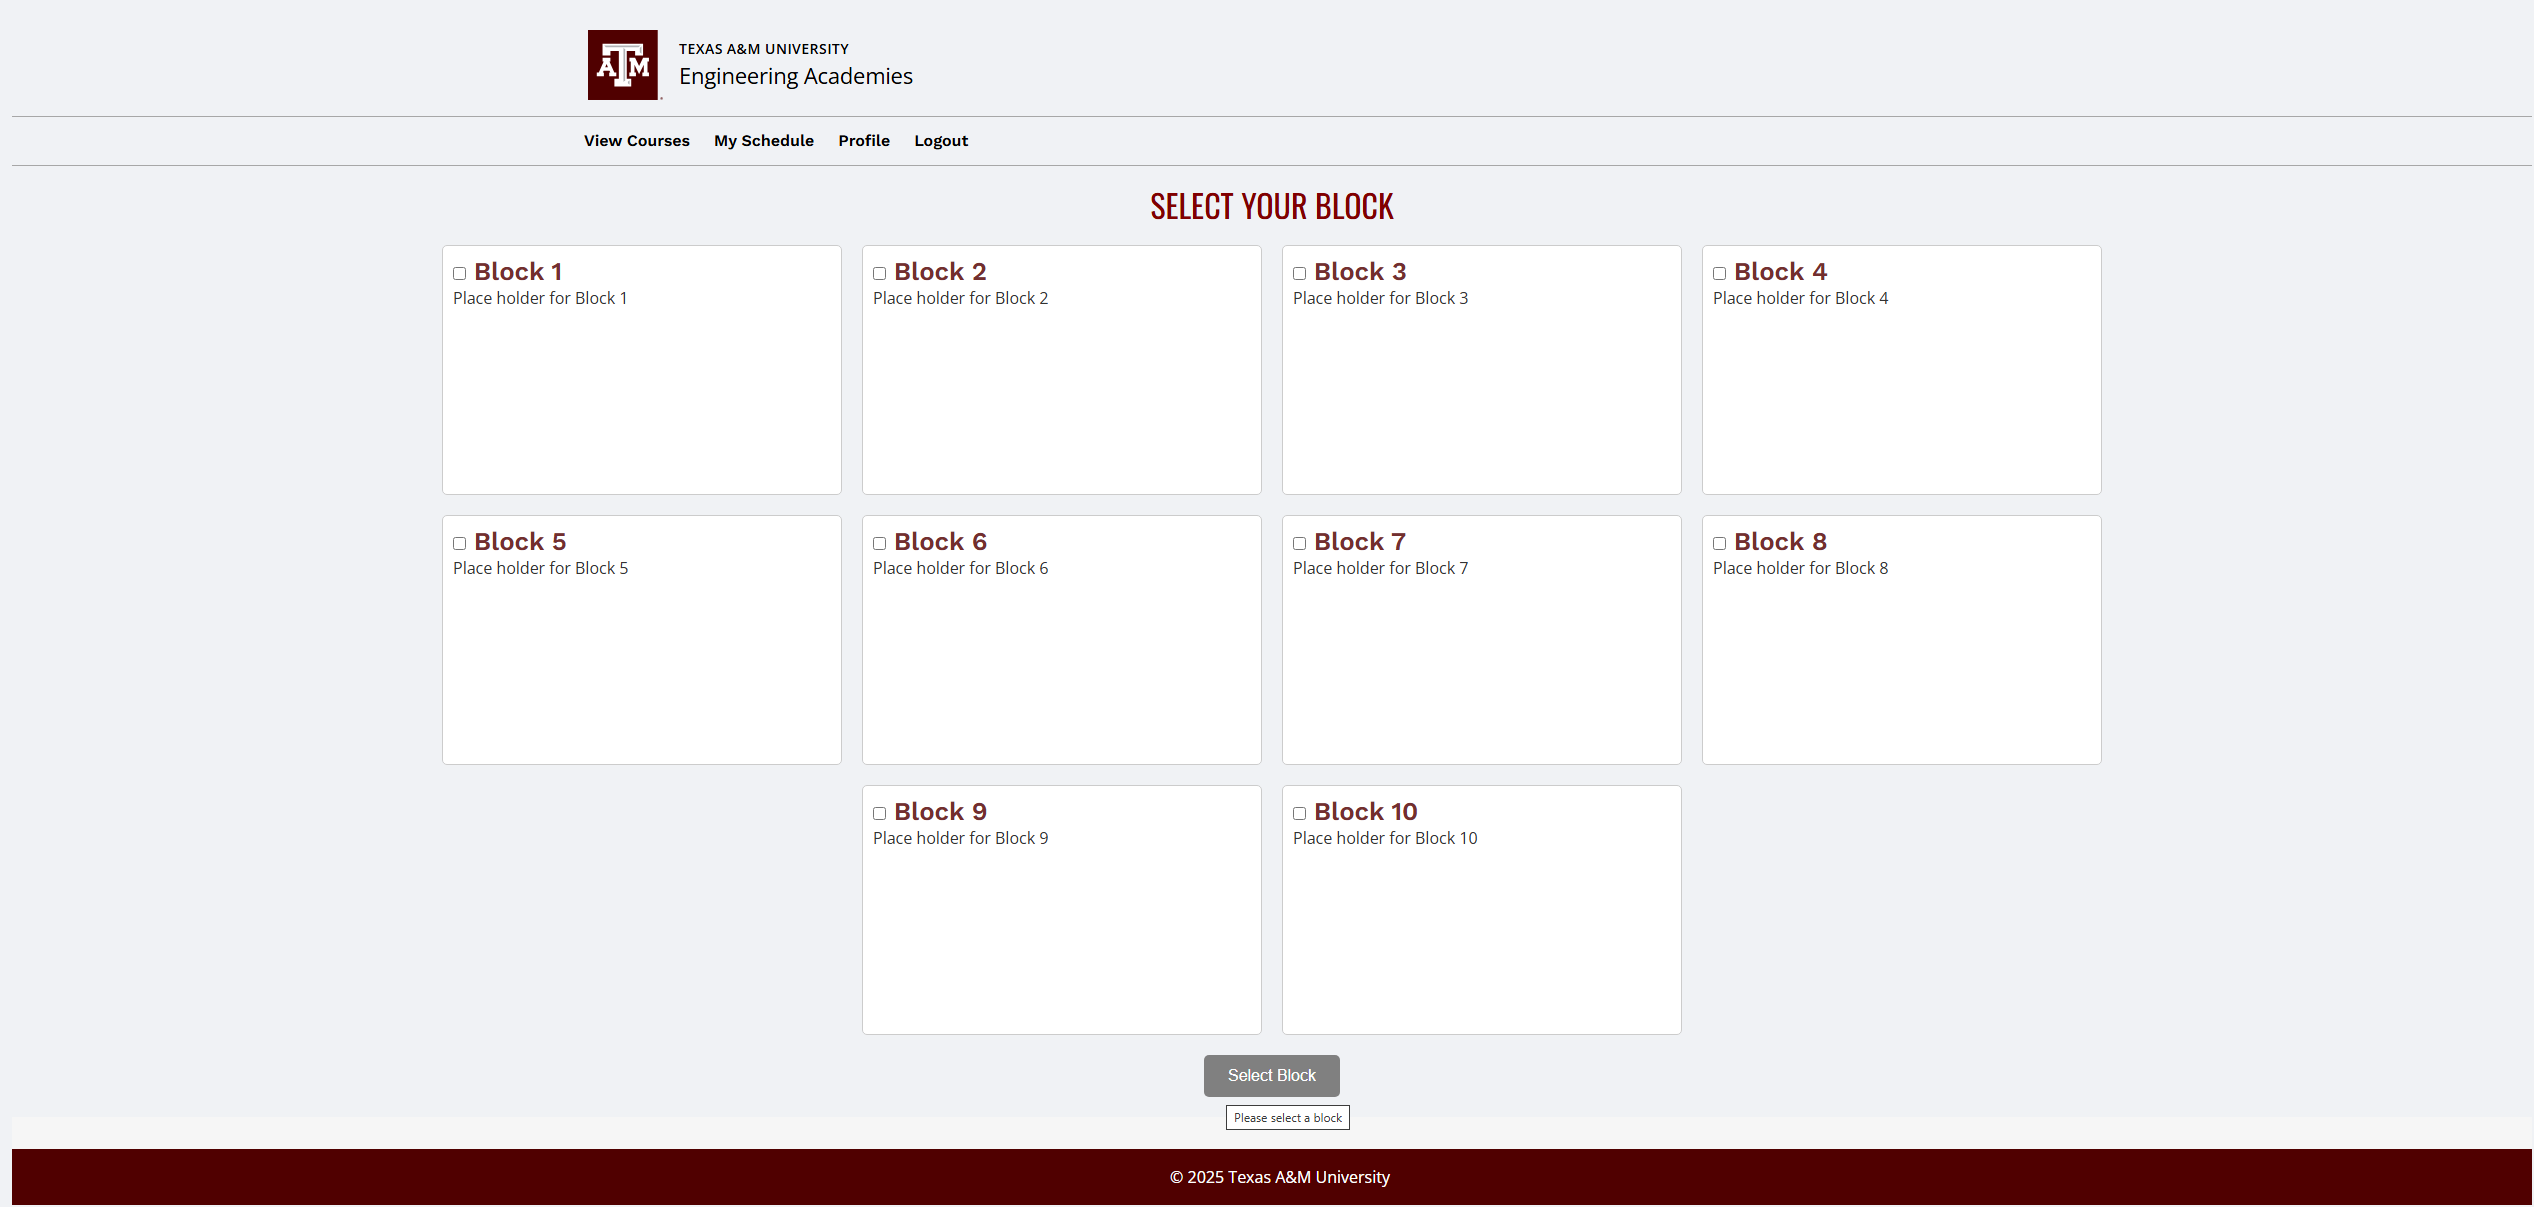 ATM
TEXAS A&M UNIVERSITY
Engineering Academies
View Courses My Schedule Profile Logout
SELECT YOUR BLOCK
Block 1
Place holder for Block 1
Block 2
Place holder for Block 2
Block 3
Place holder for Block 3
Block 4
Place holder for Block 4
Block 5
Place holder for Block 5
Block 6
Place holder for Block 6
Block 7
Place holder for Block 7
Block 8
Place holder for Block 8
Block 9
Place holder for Block 9
Block 10
Place holder for Block 10
Select Block
Please select a block
© 2025 Texas A&M University